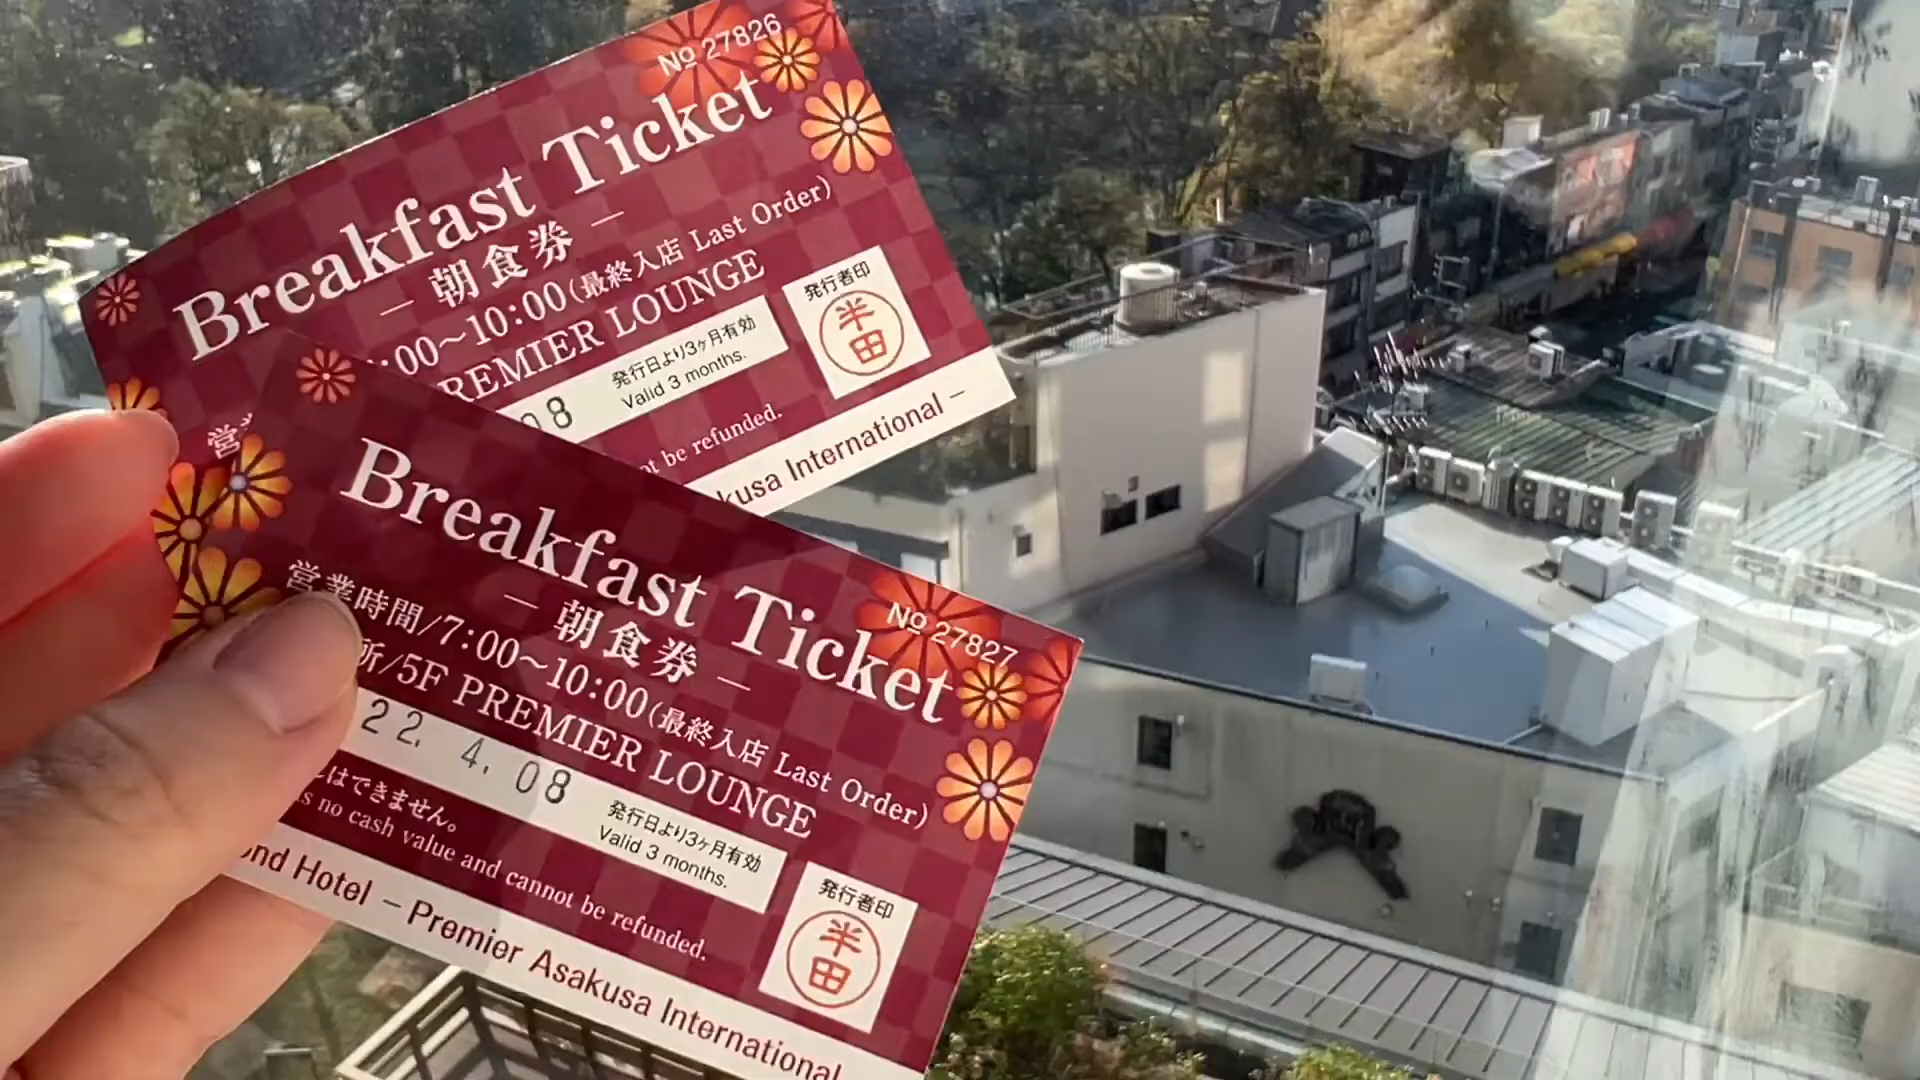 No 27826
Breakfast Ticket
— 朝食券 —
:00～10:00(最終入店 Last Order)
REMIER LOUNGE
08
発行日より3ヶ月有効
Valid 3 months.
発行者印
半田
be refunded.
International –
営
No 27827
Breakfast Ticket
— 朝食券 —
営業時間/7:00～10:00(最終入店 Last Order)
所/5F PREMIER LOUNGE
22. 4. 08
発行日より3ヶ月有効
Valid 3 months.
はできません。
no cash value and cannot be refunded.
発行者印
半田
Hotel – Premier Asakusa International